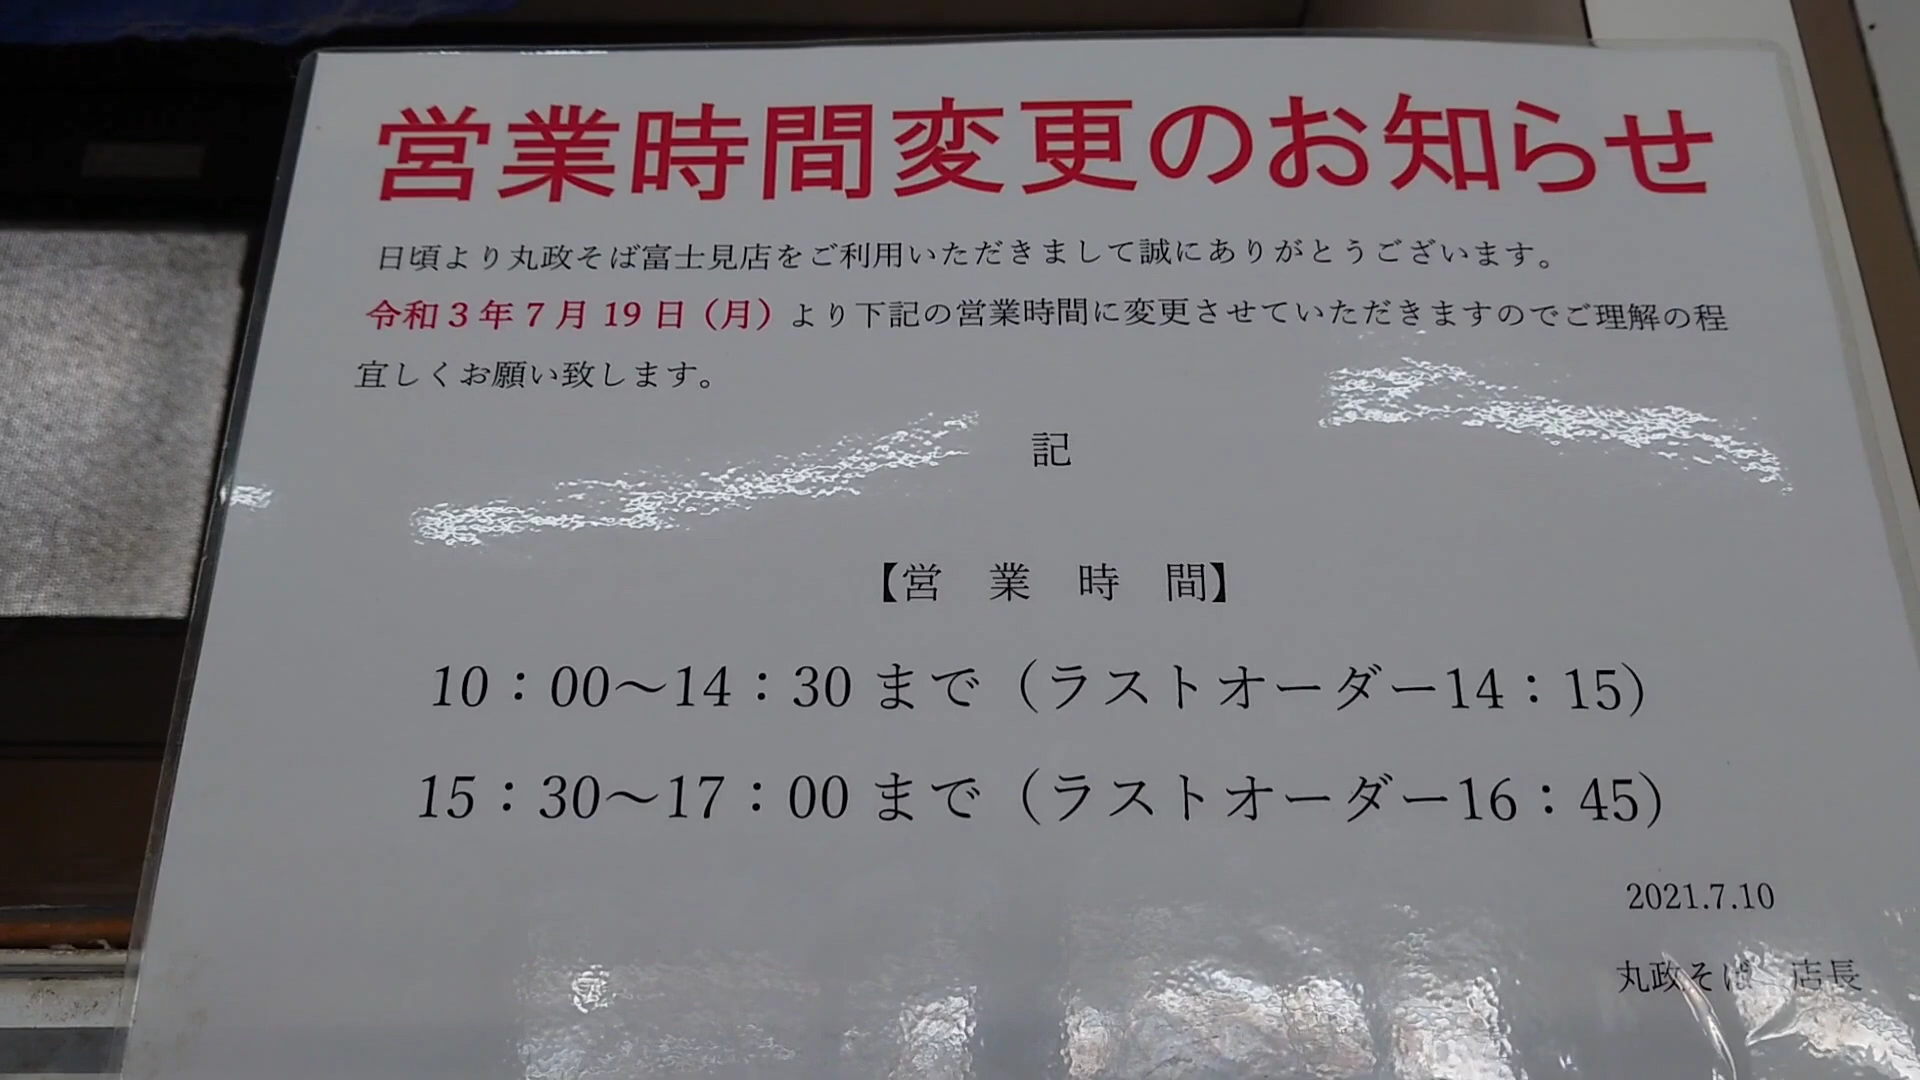 営業時間変更のお知らせ
日頃より丸政そば富士見店をご利用いただきまして誠にありがとうございます。
令和3年7月19日（月）より下記の営業時間に変更させていただきますのでご理解の程
宜しくお願い致します。
記
【営　業　時　間】
10：00～14：30 まで（ラストオーダー14：15）
15：30～17：00 まで（ラストオーダー16：45）
2021.7.10
丸政そば　店長